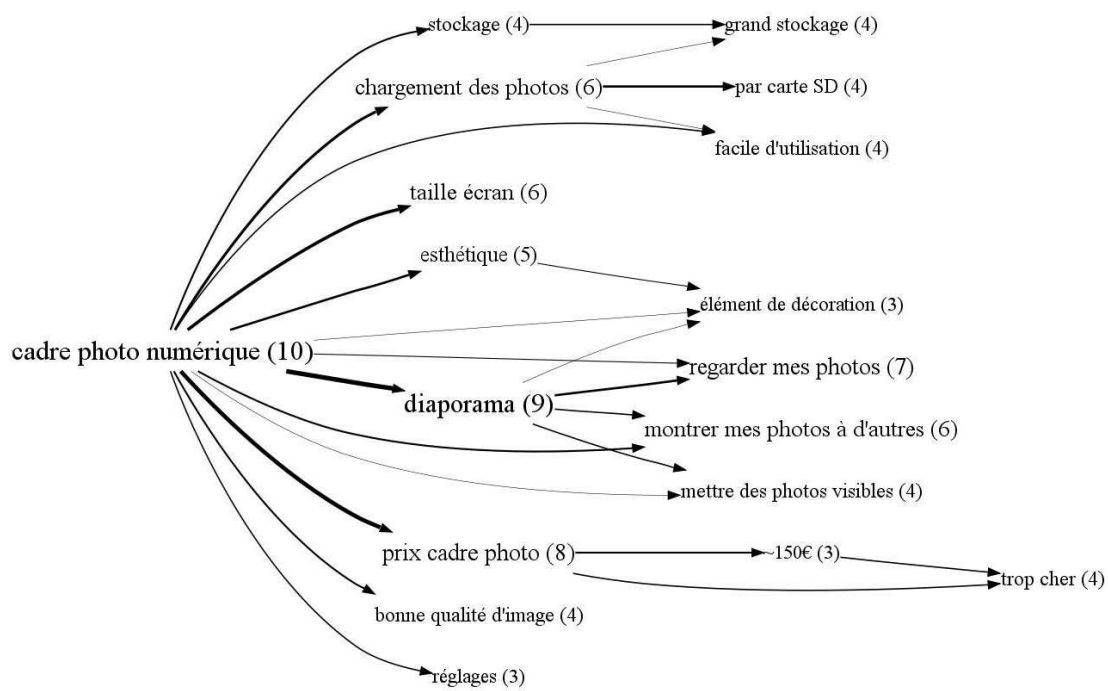 stockage (4)
grand stockage (4)
chargement des photos (6)
par carte SD (4)
facile d'utilisation (4)
taille écran (6)
esthétique (5)
élément de décoration (3)
cadre photo numérique (10)
regarder mes photos (7)
diaporama (9)
montrer mes photos à d'autres (6)
mettre des photos visibles (4)
prix cadre photo (8)
~150€ (3)
trop cher (4)
bonne qualité d'image (4)
réglages (3)